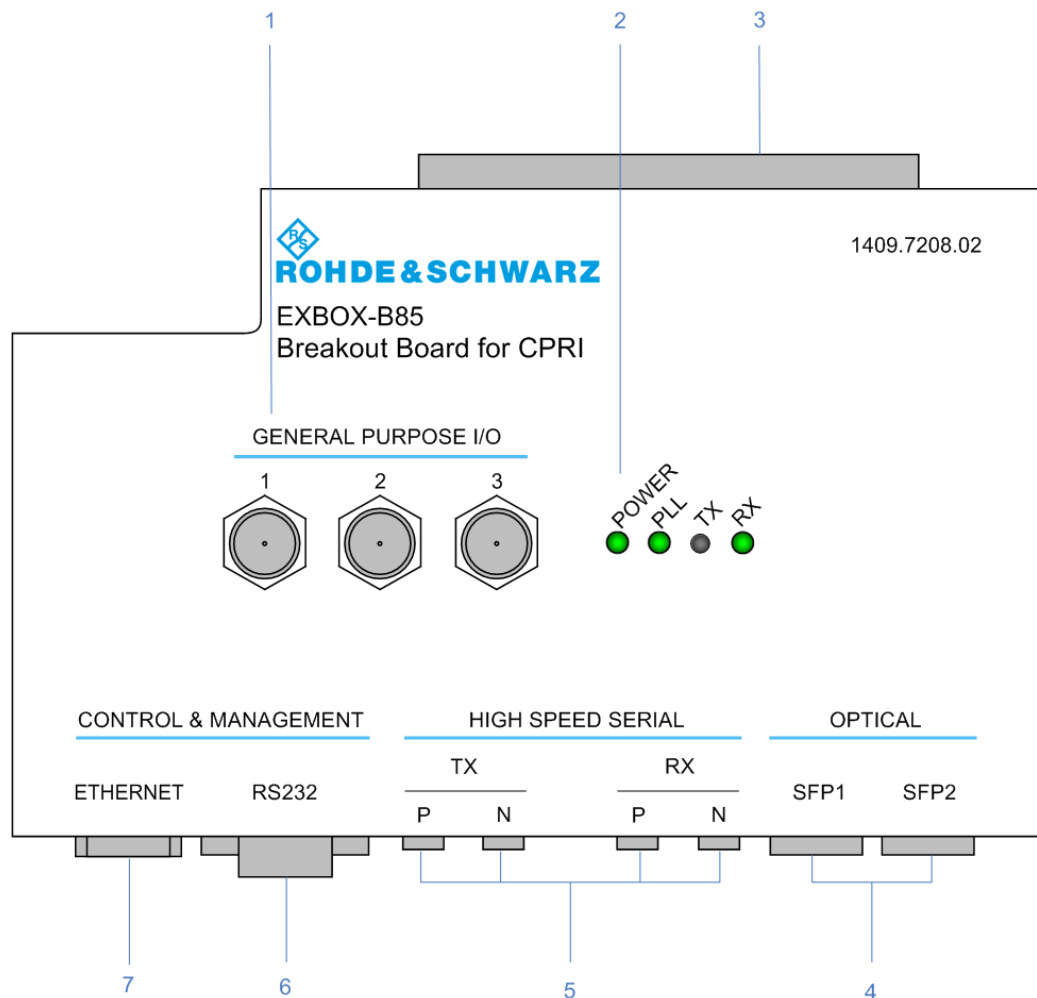 1 2 3
R S
1409.7208.02
ROHDE&SCHWARZ
EXBOX-B85
Breakout Board for CPRI
GENERAL PURPOSE I/O
1 2 3
POWER PLL TX RX
CONTROL & MANAGEMENT HIGH SPEED SERIAL OPTICAL
TX RX
ETHERNET RS232 SFP1 SFP2
P N P N
7 6 5 4